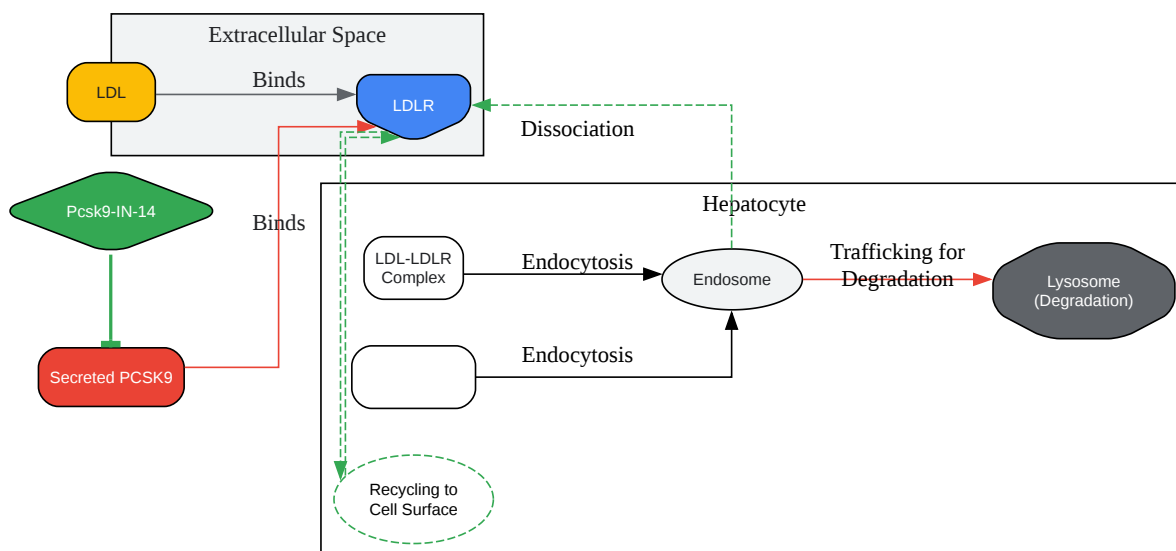 Extracellular Space
LDL
Binds
LDLR
Dissociation
Pcsk9-IN-14
Binds
Hepatocyte
LDL-LDLR
Complex
Endocytosis
Endosome
Trafficking for
Degradation
Lysosome
(Degradation)
Endocytosis
Secreted PCSK9
Recycling to
Cell Surface